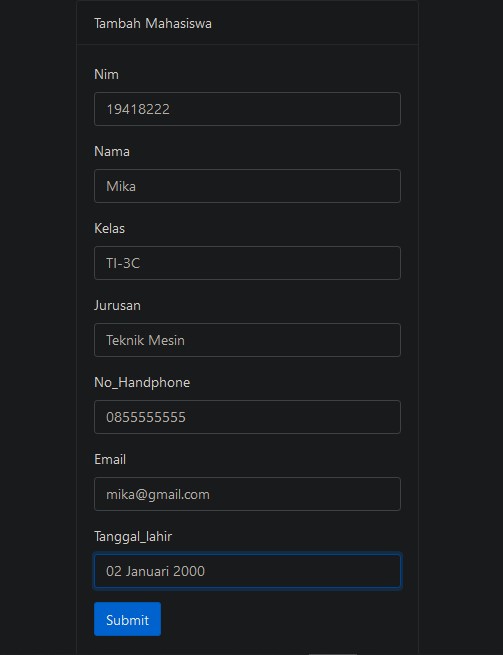 Tambah Mahasiswa
Nim
19418222
Nama
Mika
Kelas
TI-3C
Jurusan
Teknik Mesin
No_Handphone
0855555555
Email
mika@gmail.com
Tanggal_lahir
02 Januari 2000
Submit